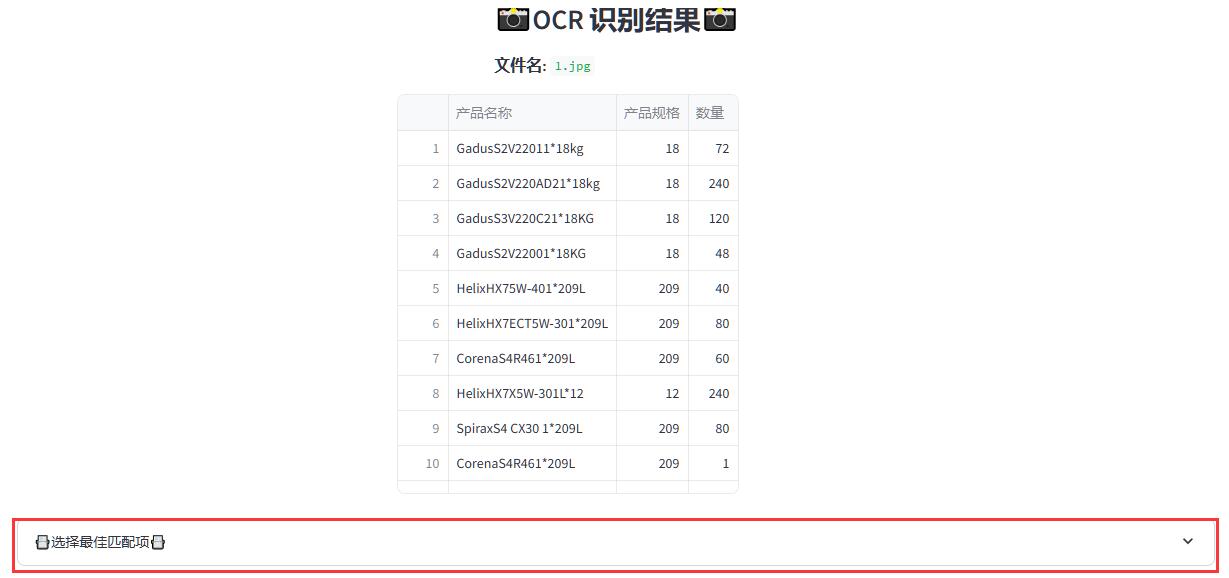 OCR 识别结果
文件名: 1.jpg
产品名称 产品规格 数量
1 GadusS2V22011*18kg 18 72
2 GadusS2V220AD21*18kg 18 240
3 GadusS3V220C21*18KG 18 120
4 GadusS2V22001*18KG 18 48
5 HelixHX75W-401*209L 209 40
6 HelixHX7ECT5W-301*209L 209 80
7 CorenaS4R461*209L 209 60
8 HelixHX7X5W-301L*12 12 240
9 SpiraxS4 CX30 1*209L 209 80
10 CorenaS4R461*209L 209 1
选择最佳匹配项